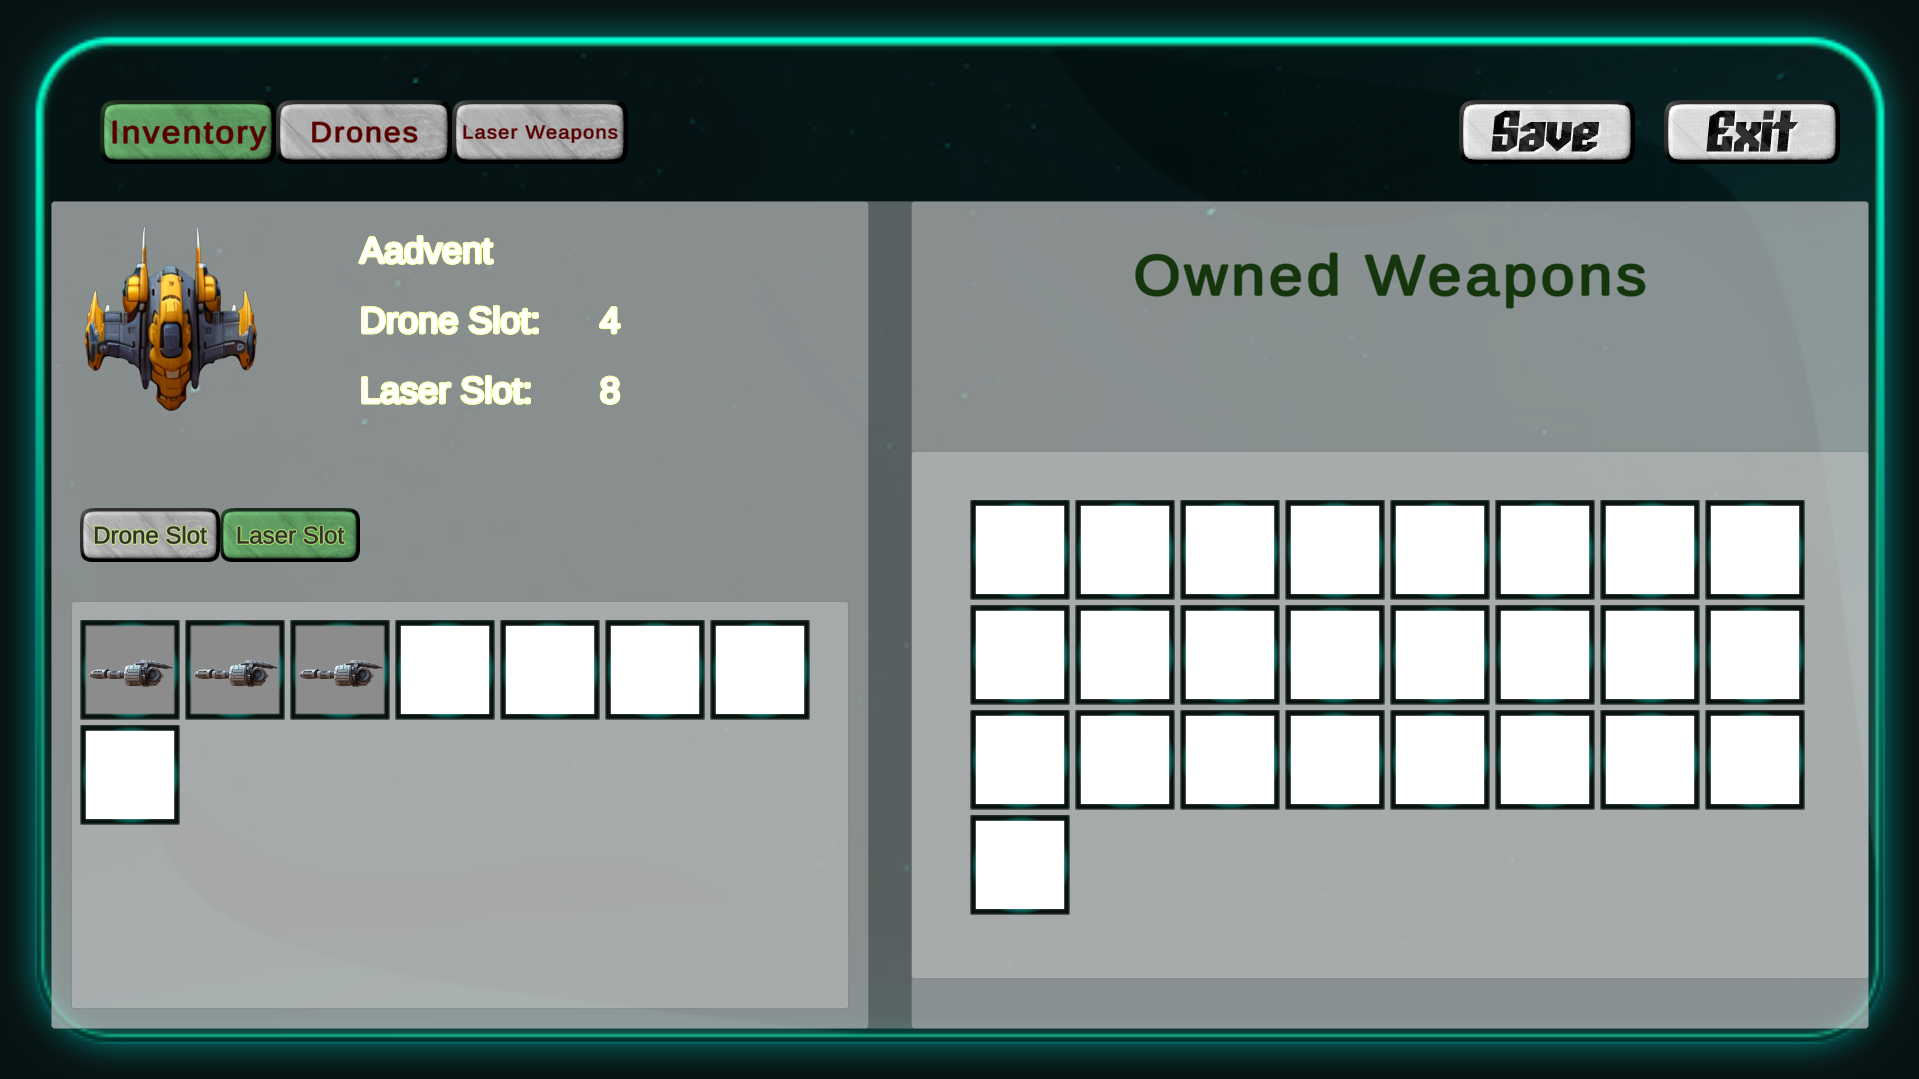 Inventory Drones Laser Weapons Save Exit
Aadvent
Drone Slot: 4
Laser Slot: 8
Drone Slot Laser Slot
Owned Weapons